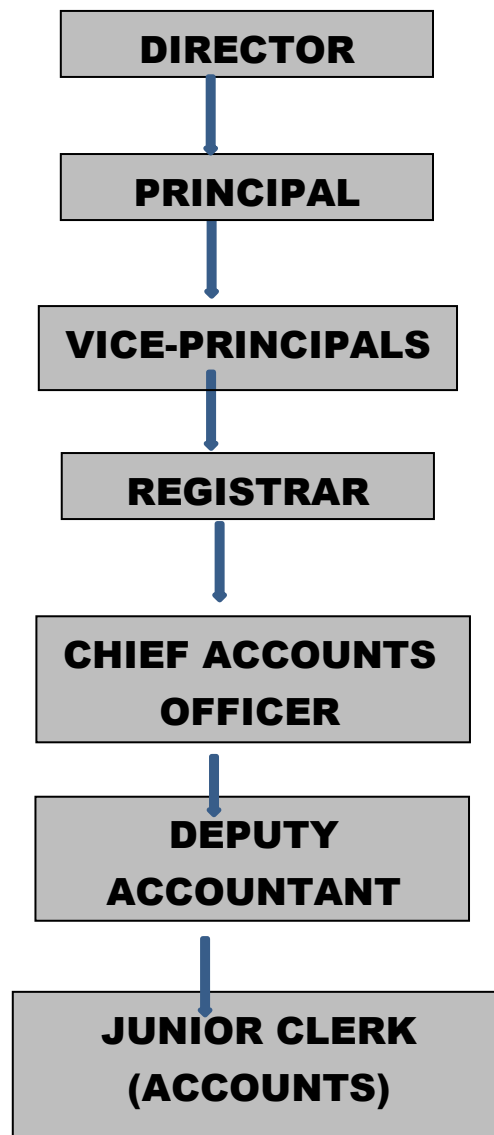 DIRECTOR
PRINCIPAL
VICE-PRINCIPALS
REGISTRAR
CHIEF ACCOUNTS
OFFICER
DEPUTY
ACCOUNTANT
JUNIOR CLERK
(ACCOUNTS)